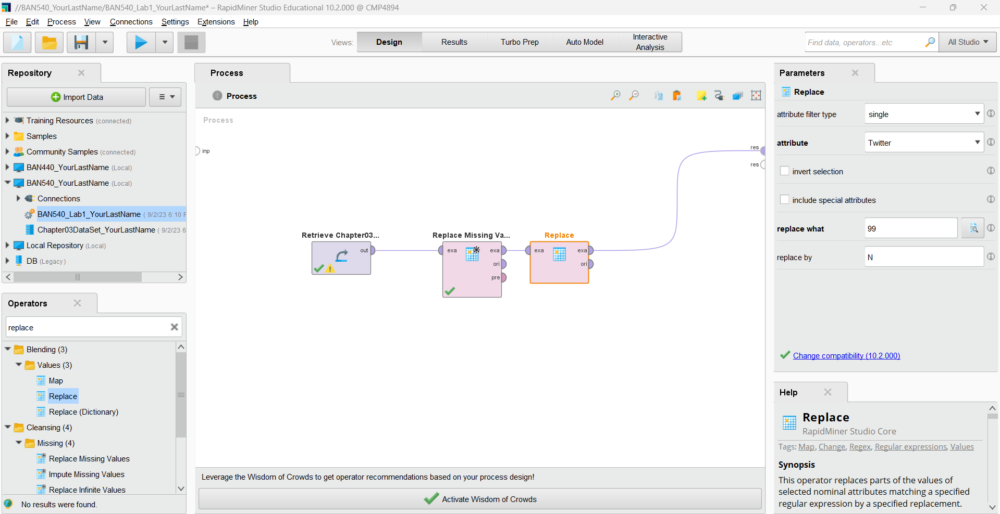 //BAN540_YourLastName/BAN540_Lab1_YourLastName* – RapidMiner Studio Educational 10.2.000 @ CMP4894
File Edit Process View Connections Settings Extensions Help
Views: Design Results Turbo Prep Auto Model Interactive Analysis
Find data, operators...etc All Studio
Repository
Import Data
Training Resources (connected)
Samples
Community Samples (connected)
BAN440_YourLastName (Local)
BAN540_YourLastName (Local)
Connections
BAN540_Lab1_YourLastName ( 9/2/23 6:10
Chapter03DataSet_YourLastName ( 9/2/23 6
Local Repository (Local)
DB (Legacy)
Operators
replace
Blending (3)
Values (3)
Map
Replace
Replace (Dictionary)
Cleansing (4)
Missing (4)
Replace Missing Values
Impute Missing Values
Replace Infinite Values
No results were found.
Process
Process
Process
inp
res
res
Retrieve Chapter03...
out
Replace Missing Va...
exa exa
ori
pre
Replace
exa exa
ori
Leverage the Wisdom of Crowds to get operator recommendations based on your process design!
Activate Wisdom of Crowds
Parameters
Replace
attribute filter type single
attribute Twitter
invert selection
include special attributes
replace what 99
replace by N
Change compatibility (10.2.000)
Help
Replace
RapidMiner Studio Core
Tags: Map, Change, Regex, Regular expressions, Values
Synopsis
This operator replaces parts of the values of
selected nominal attributes matching a specified
regular expression by a specified replacement.